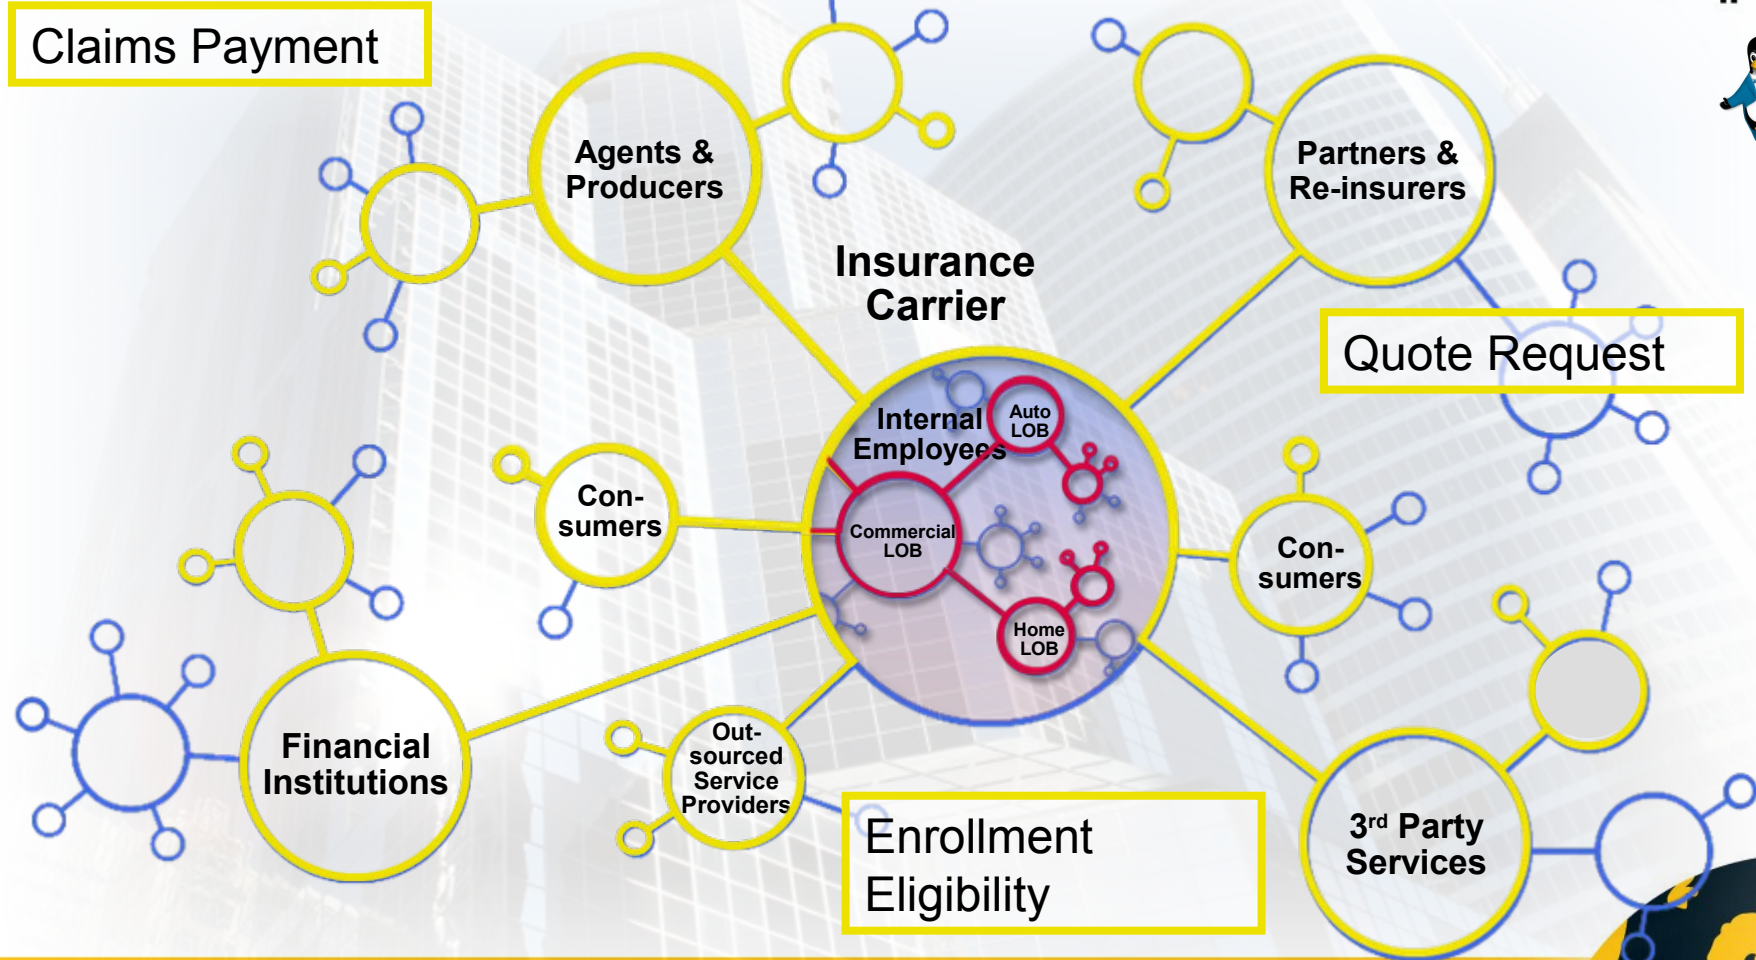 Claims Payment
Agents &
Producers
Partners &
Re-insurers
Insurance
Carrier
Quote Request
Internal
Employees
Auto
LOB
Con-
sumers
Commercial
LOB
Con-
sumers
Home
LOB
Financial
Institutions
Out-
sourced
Service
Providers
Enrollment
Eligibility
3rd Party
Services